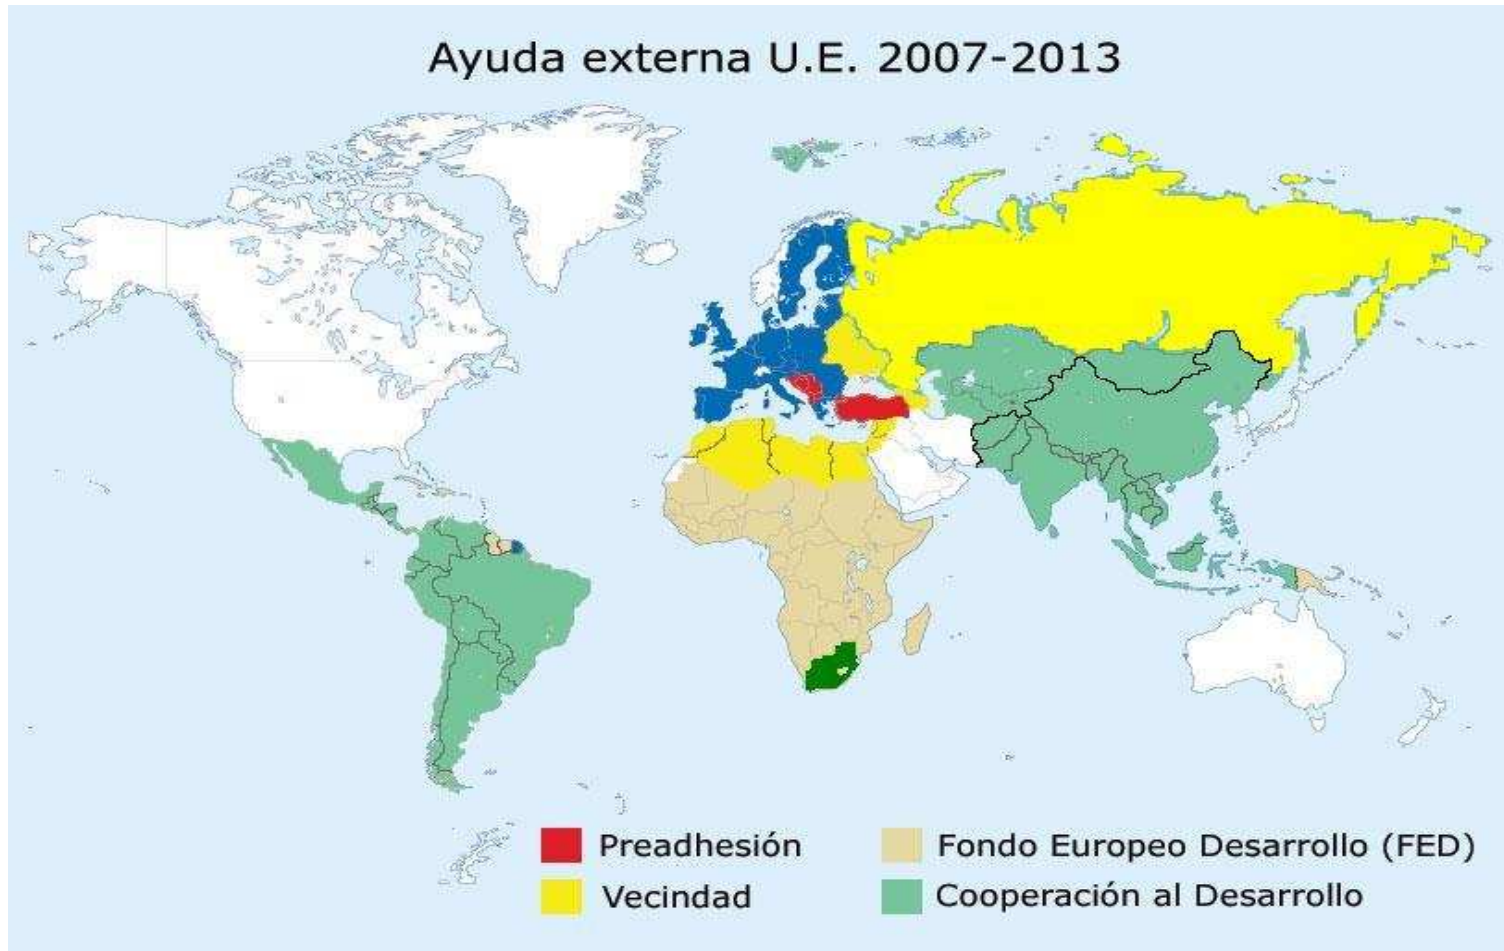 Ayuda externa U.E. 2007-2013
Preadhesión
Fondo Europeo Desarrollo (FED)
Vecindad
Cooperación al Desarrollo